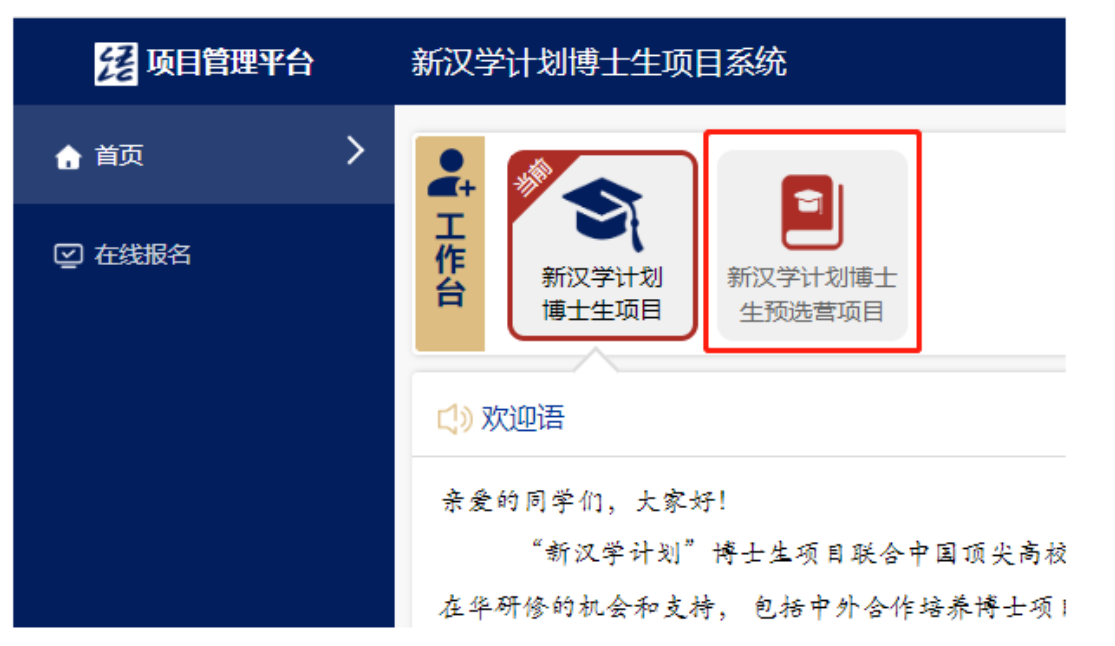 项目管理平台
新汉学计划博士生项目系统
首页
在线报名
工作台
当前
新汉学计划
博士生项目
新汉学计划博士
生预选营项目
欢迎语
亲爱的同学们，大家好！
“新汉学计划”博士生项目联合中国顶尖高校
在华研修的机会和支持，包括中外合作培养博士项